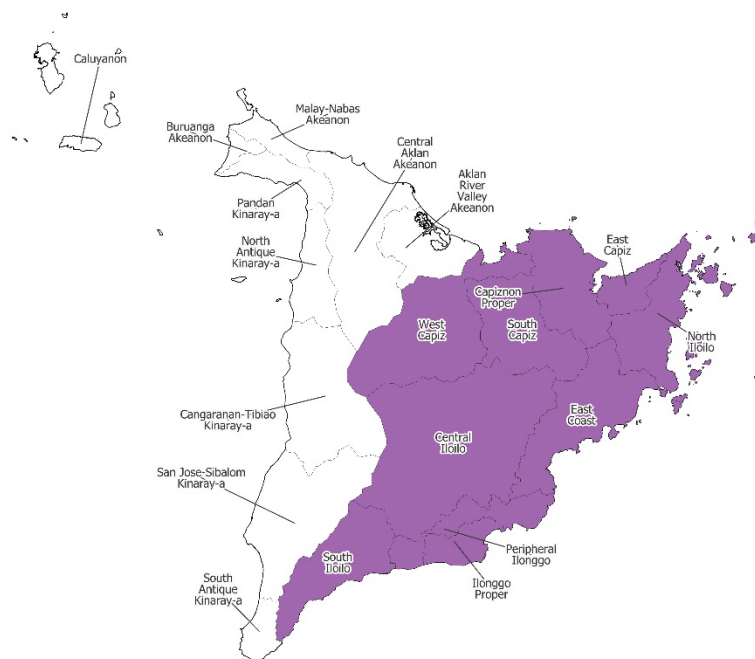 Caluyanon
Malay-Nabas
Akeanon
Buruanga
Akeanon
Central
Aklan
Akeanon
Aklan
River
Valley
Akeanon
Pandan
Kinaray-a
North
Antique
Kinaray-a
East
Capiz
Capiznon
Proper
West
Capiz
South
Capiz
North
Iloilo
Cangaranan-Tibiao
Kinaray-a
East
Coast
Central
Iloilo
San Jose-Sibalom
Kinaray-a
South
Iloilo
Peripheral
Ilonggo
Ilonggo
Proper
South
Antique
Kinaray-a